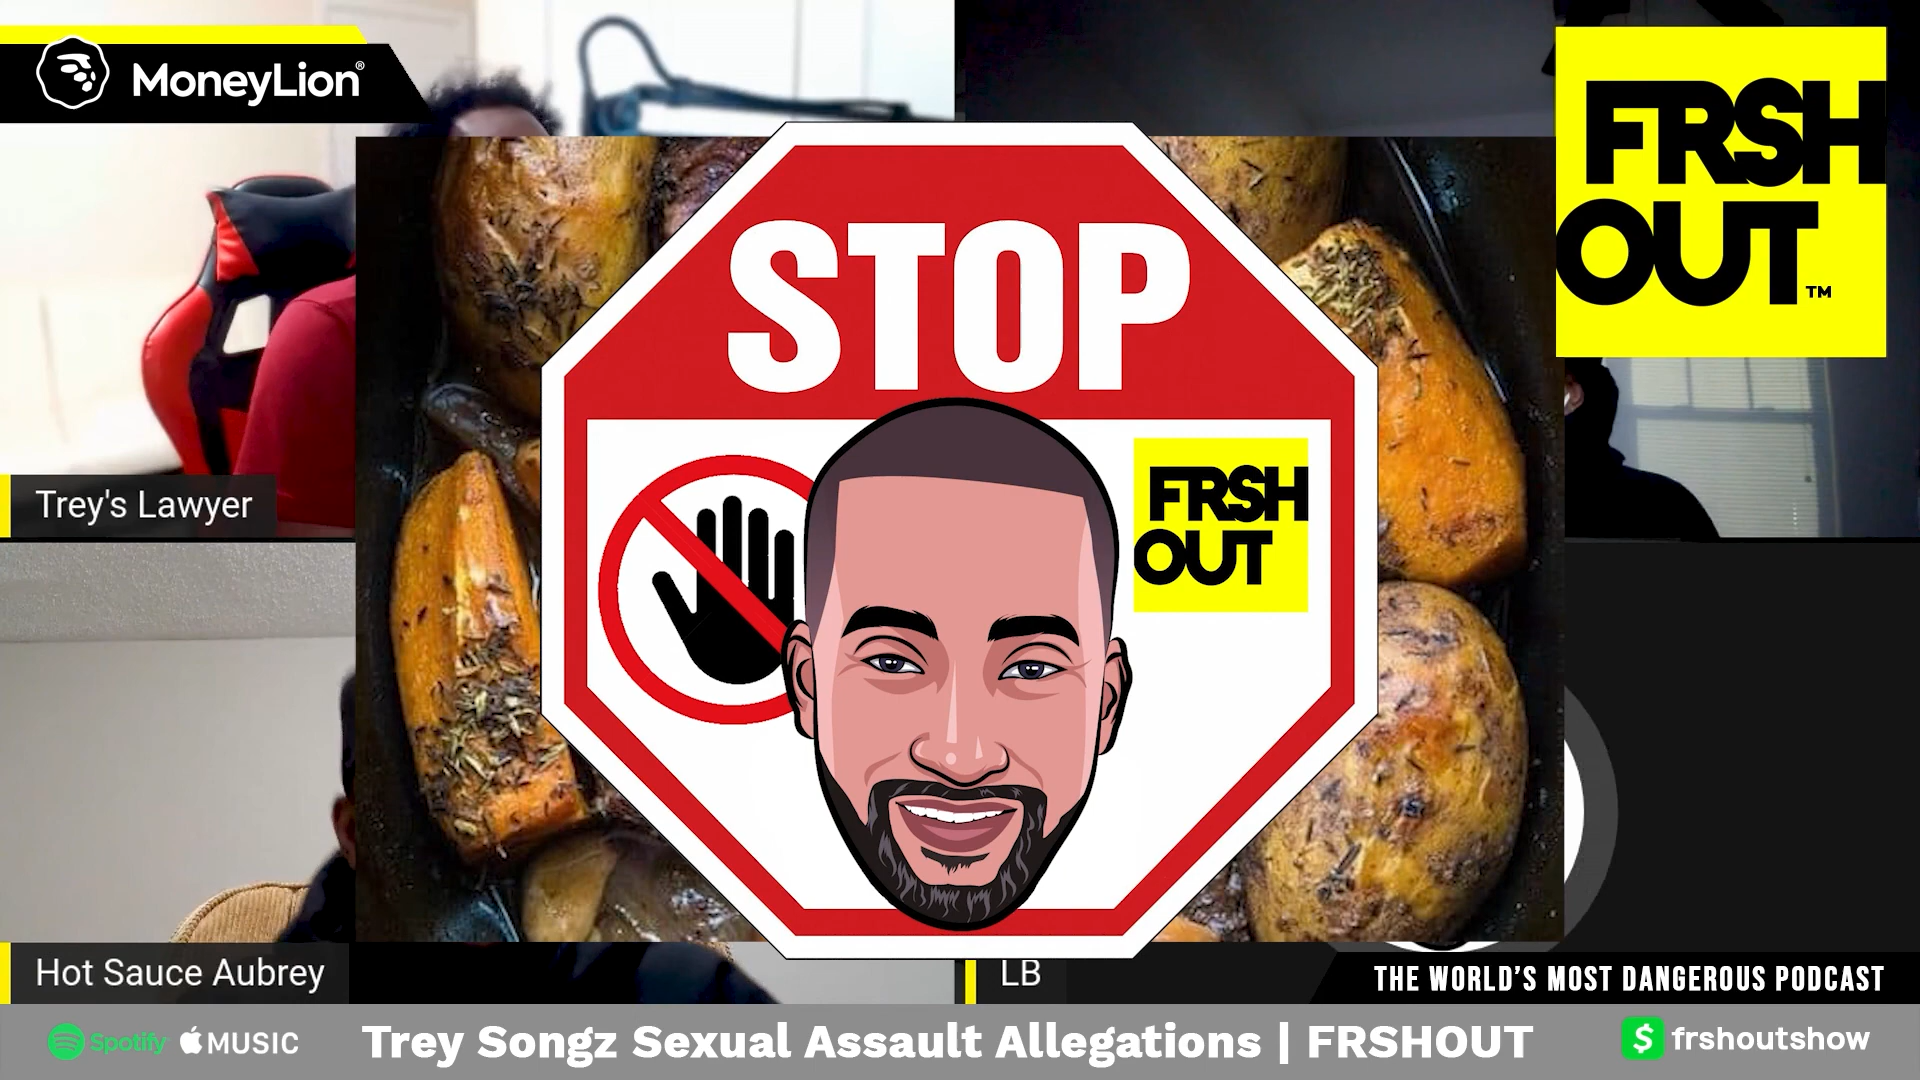 MoneyLion®
FRSH
OUT™
STOP
FRSH
OUT
Trey's Lawyer
Hot Sauce Aubrey
LB
THE WORLD'S MOST DANGEROUS PODCAST
Spotify
MUSIC
Trey Songz Sexual Assault Allegations | FRSHOUT
$
frshoutshow